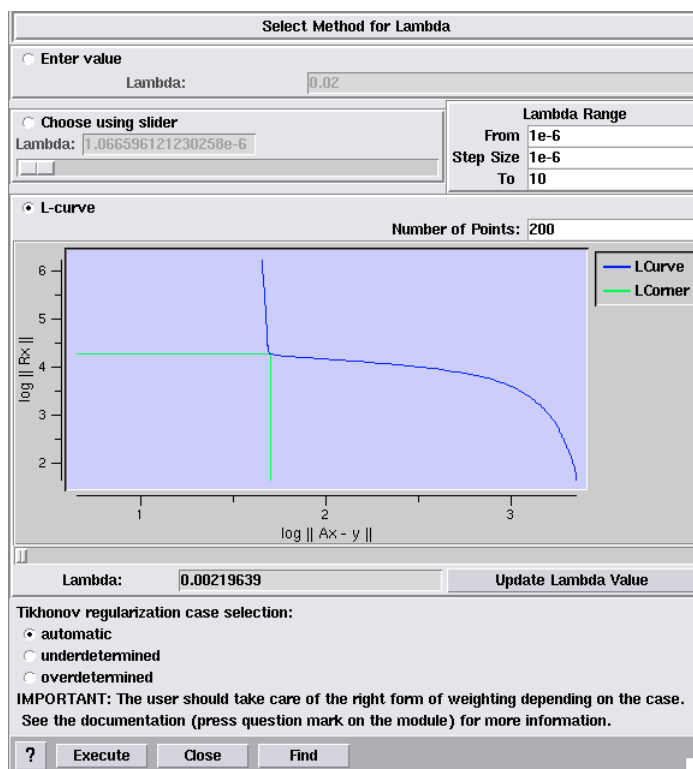 Select Method for Lambda
Enter value
Lambda: 0.02
Choose using slider
Lambda: 1.066596121230258e-6
Lambda Range
From 1e-6
Step Size 1e-6
To 10
L-curve
Number of Points: 200
6
5
4
3
2
log || Rx ||
1 2 3
log || Ax - y ||
LCurve
LCorner
Lambda: 0.00219639 Update Lambda Value
Tikhonov regularization case selection:
automatic
underdetermined
overdetermined
IMPORTANT: The user should take care of the right form of weighting depending on the case.
See the documentation (press question mark on the module) for more information.
? Execute Close Find